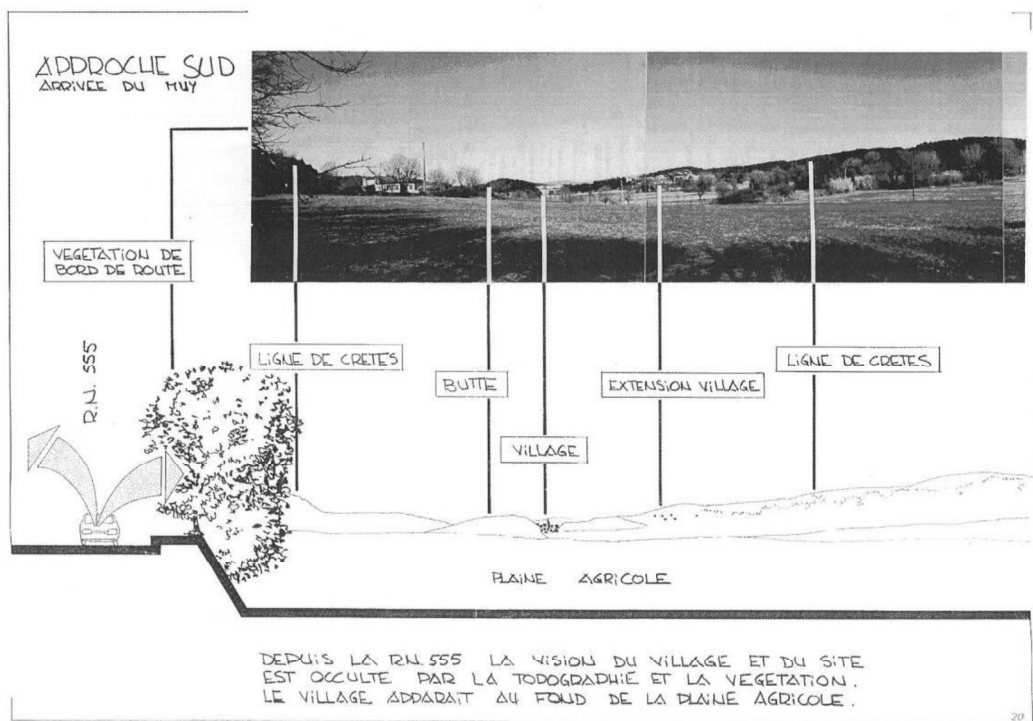 APPROCHE SUD
ARRIVEE DU MUY
VEGETATION DE
BORD DE ROUTE
R.N. 555
LIGNE DE CRETES
BUTTE
VILLAGE
EXTENSION VILLAGE
LIGNE DE CRETES
PLAINE AGRICOLE
DEPUIS LA R.N. 555 LA VISION DU VILLAGE ET DU SITE
EST OCCULTE PAR LA TOPOGRAPHIE ET LA VEGETATION.
LE VILLAGE APPARAIT AU FOND DE LA PLAINE AGRICOLE.
20